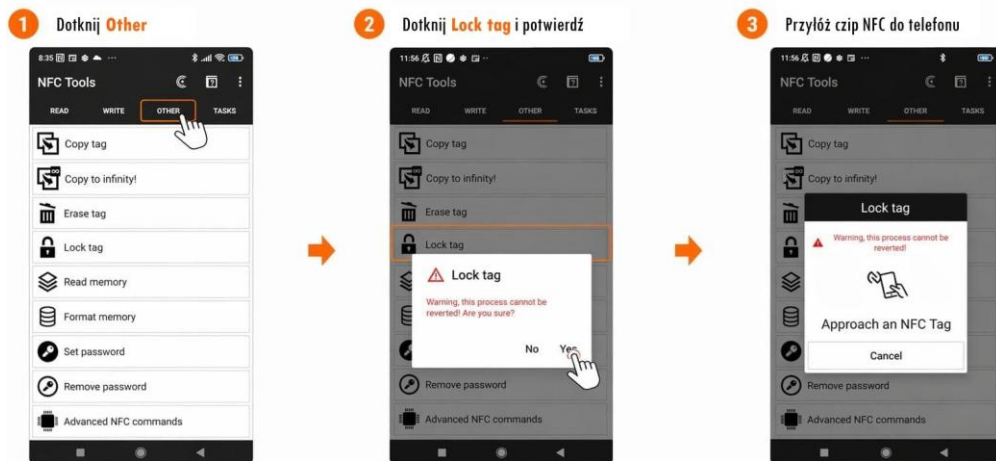 1 Dotknij Other
8:35
NFC Tools
READ WRITE OTHER TASKS
Copy tag
Copy to infinity!
Erase tag
Lock tag
Read memory
Format memory
Set password
Remove password
Advanced NFC commands
2 Dotknij Lock tag i potwierdź
11:56
NFC Tools
READ WRITE OTHER TASKS
Copy tag
Copy to infinity!
Erase tag
Lock tag
Lock tag
Warning, this process cannot be
reverted! Are you sure?
No Yes
Remove password
Advanced NFC commands
3 Przyłóż czip NFC do telefonu
11:56
NFC Tools
READ WRITE OTHER TASKS
Copy tag
Copy to infinity!
Lock tag
Warning, this process cannot be
reverted!
Approach an NFC Tag
Cancel
Remove password
Advanced NFC commands